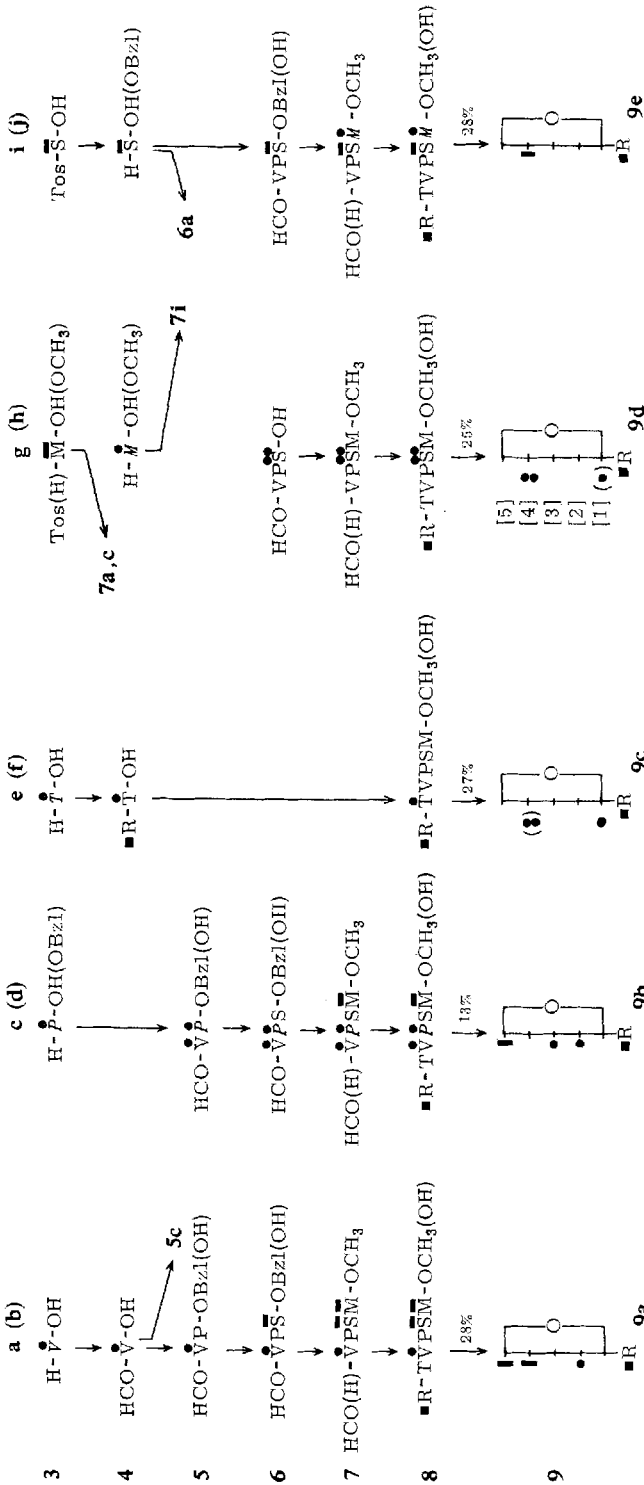 a (b) c (d) e (f) g (h) i (j)
3 H-V-OH H-P-OH(OBzl) H-T-OH Tos(H)-M-OH(OCH3) Tos-S-OH
7a,c
4 HCO-V-OH ■R-T-OH H-M-OH(OCH3) H-S-OH(OBzl)
5c 7i 6a
5 HCO-VP-OBzl(OH) HCO-VP-OBzl(OH)
6 HCO-VPS-OBzl(OH) HCO-VPS-OBzl(OH) HCO-VPS-OH HCO-VPS-OBzl(OH)
7 HCO(H)-VPSM-OCH3 HCO(H)-VPSM-OCH3 HCO(H)-VPSM-OCH3 HCO(H)-VPSM-OCH3
8 ■R-TVPSM-OCH3(OH) ■R-TVPSM-OCH3(OH) ■R-TVPSM-OCH3(OH) ■R-TVPSM-OCH3(OH) ■R-TVPSM-OCH3(OH)
28% 13% 27% 25% 28%
9
[5]
[4]
[3]
[2]
[1] (•)
(:)
■R ■R ■R ■R ■R
9a 9b 9c 9d 9e